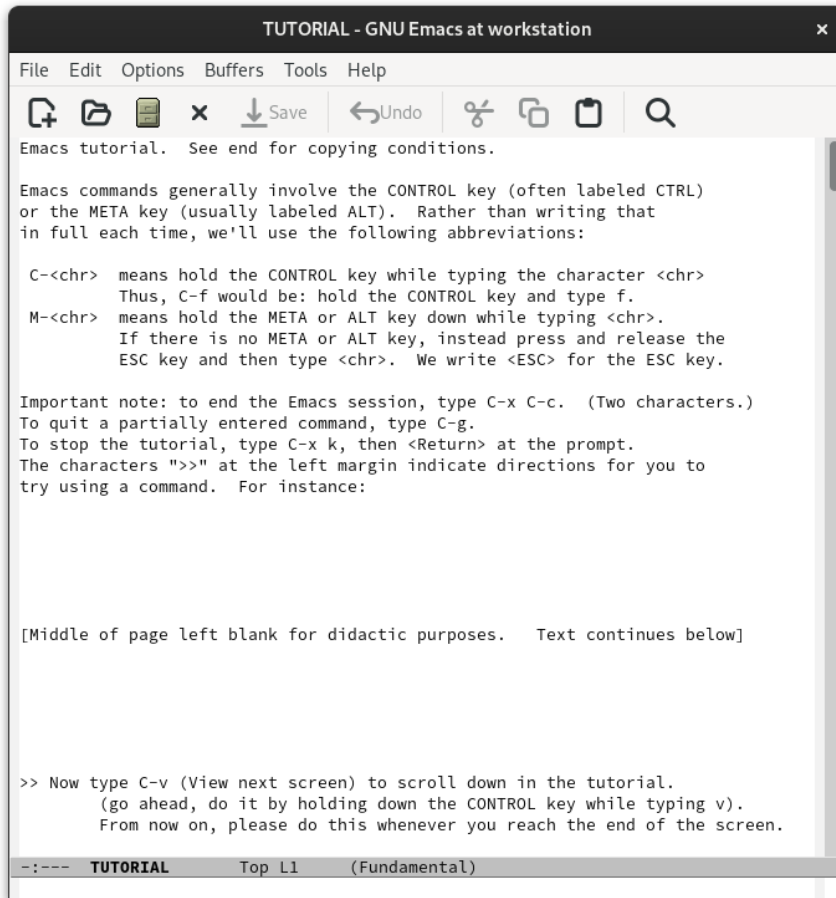 TUTORIAL - GNU Emacs at workstation
×
File Edit Options Buffers Tools Help
Save Undo
Emacs tutorial.  See end for copying conditions.
Emacs commands generally involve the CONTROL key (often labeled CTRL)
or the META key (usually labeled ALT).  Rather than writing that
in full each time, we'll use the following abbreviations:
C-<chr>  means hold the CONTROL key while typing the character <chr>
Thus, C-f would be: hold the CONTROL key and type f.
M-<chr>  means hold the META or ALT key down while typing <chr>.
If there is no META or ALT key, instead press and release the
ESC key and then type <chr>.  We write <ESC> for the ESC key.
Important note: to end the Emacs session, type C-x C-c.  (Two characters.)
To quit a partially entered command, type C-g.
To stop the tutorial, type C-x k, then <Return> at the prompt.
The characters ">>" at the left margin indicate directions for you to
try using a command.  For instance:
[Middle of page left blank for didactic purposes.   Text continues below]
>> Now type C-v (View next screen) to scroll down in the tutorial.
(go ahead, do it by holding down the CONTROL key while typing v).
From now on, please do this whenever you reach the end of the screen.
-:---  TUTORIAL       Top L1     (Fundamental)